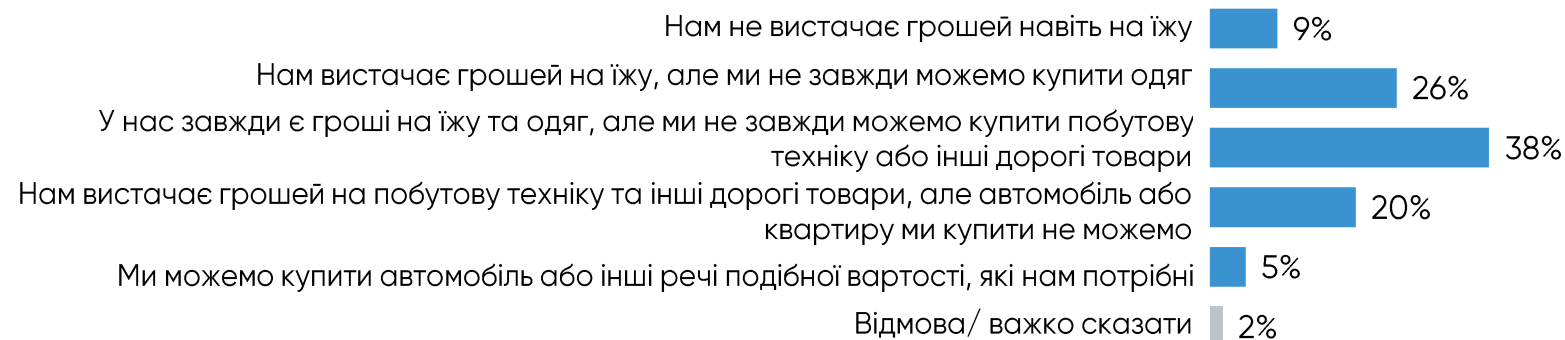 Нам не вистачає грошей навіть на їжу 9%
Нам вистачає грошей на їжу, але ми не завжди можемо купити одяг 26%
У нас завжди є гроші на їжу та одяг, але ми не завжди можемо купити побутову
техніку або інші дорогі товари 38%
Нам вистачає грошей на побутову техніку та інші дорогі товари, але автомобіль або
квартиру ми купити не можемо 20%
Ми можемо купити автомобіль або інші речі подібної вартості, які нам потрібні 5%
Відмова/ важко сказати 2%